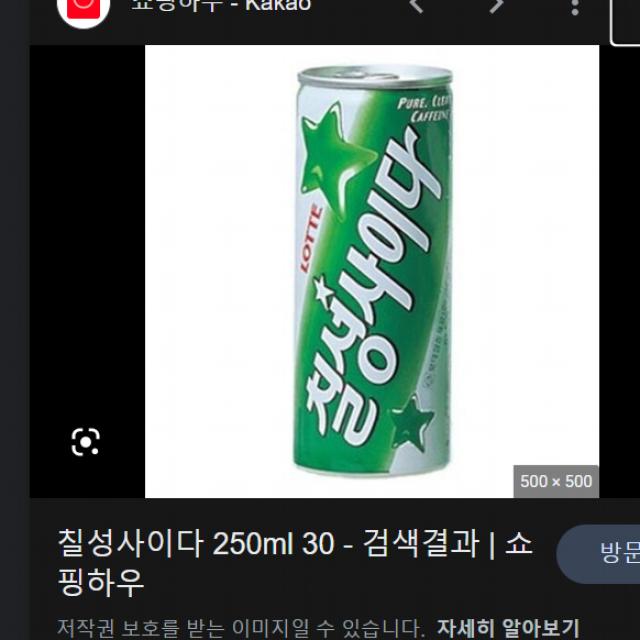 쇼핑하우 - Kakao
PURE, CLEA
CAFFEINE
LOTTE
칠성사이다
500 × 500
칠성사이다 250ml 30 - 검색결과 | 쇼
핑하우
방문
저작권 보호를 받는 이미지일 수 있습니다. 자세히 알아보기